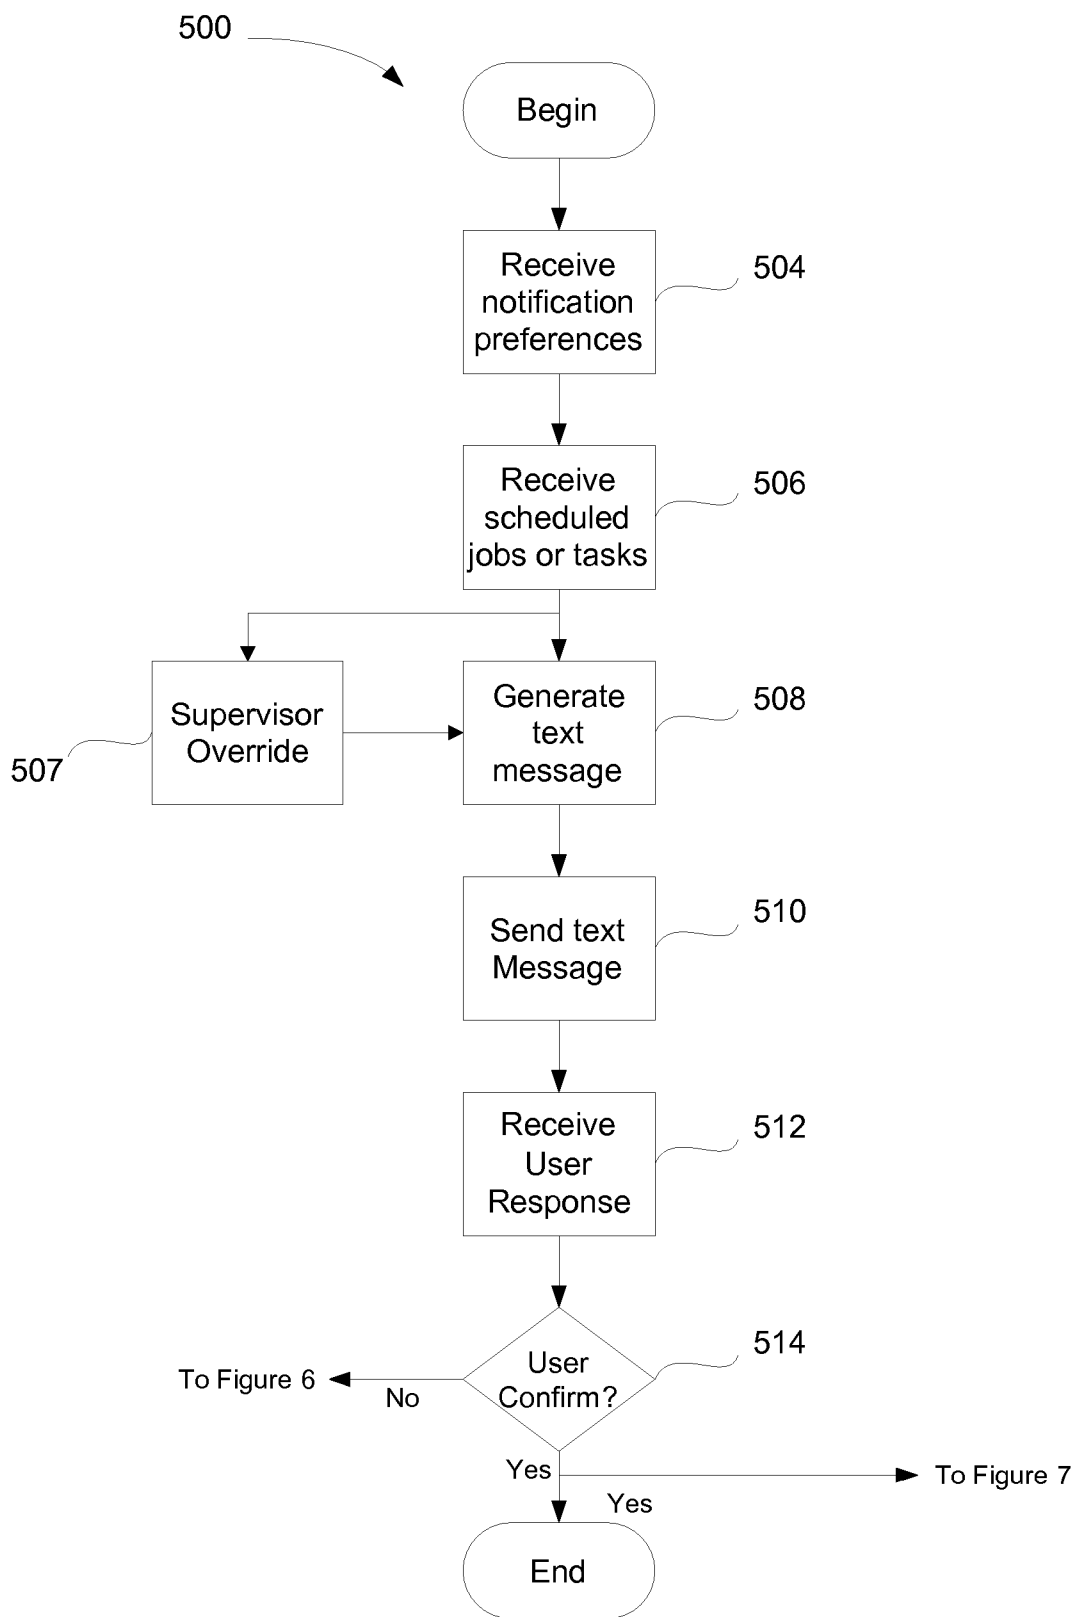 500
Begin
Receive
notification
preferences
504
Receive
scheduled
jobs or tasks
506
Supervisor
Override
507
Generate
text
message
508
Send text
Message
510
Receive
User
Response
512
User
Confirm?
514
To Figure 6
No
Yes
To Figure 7
Yes
End